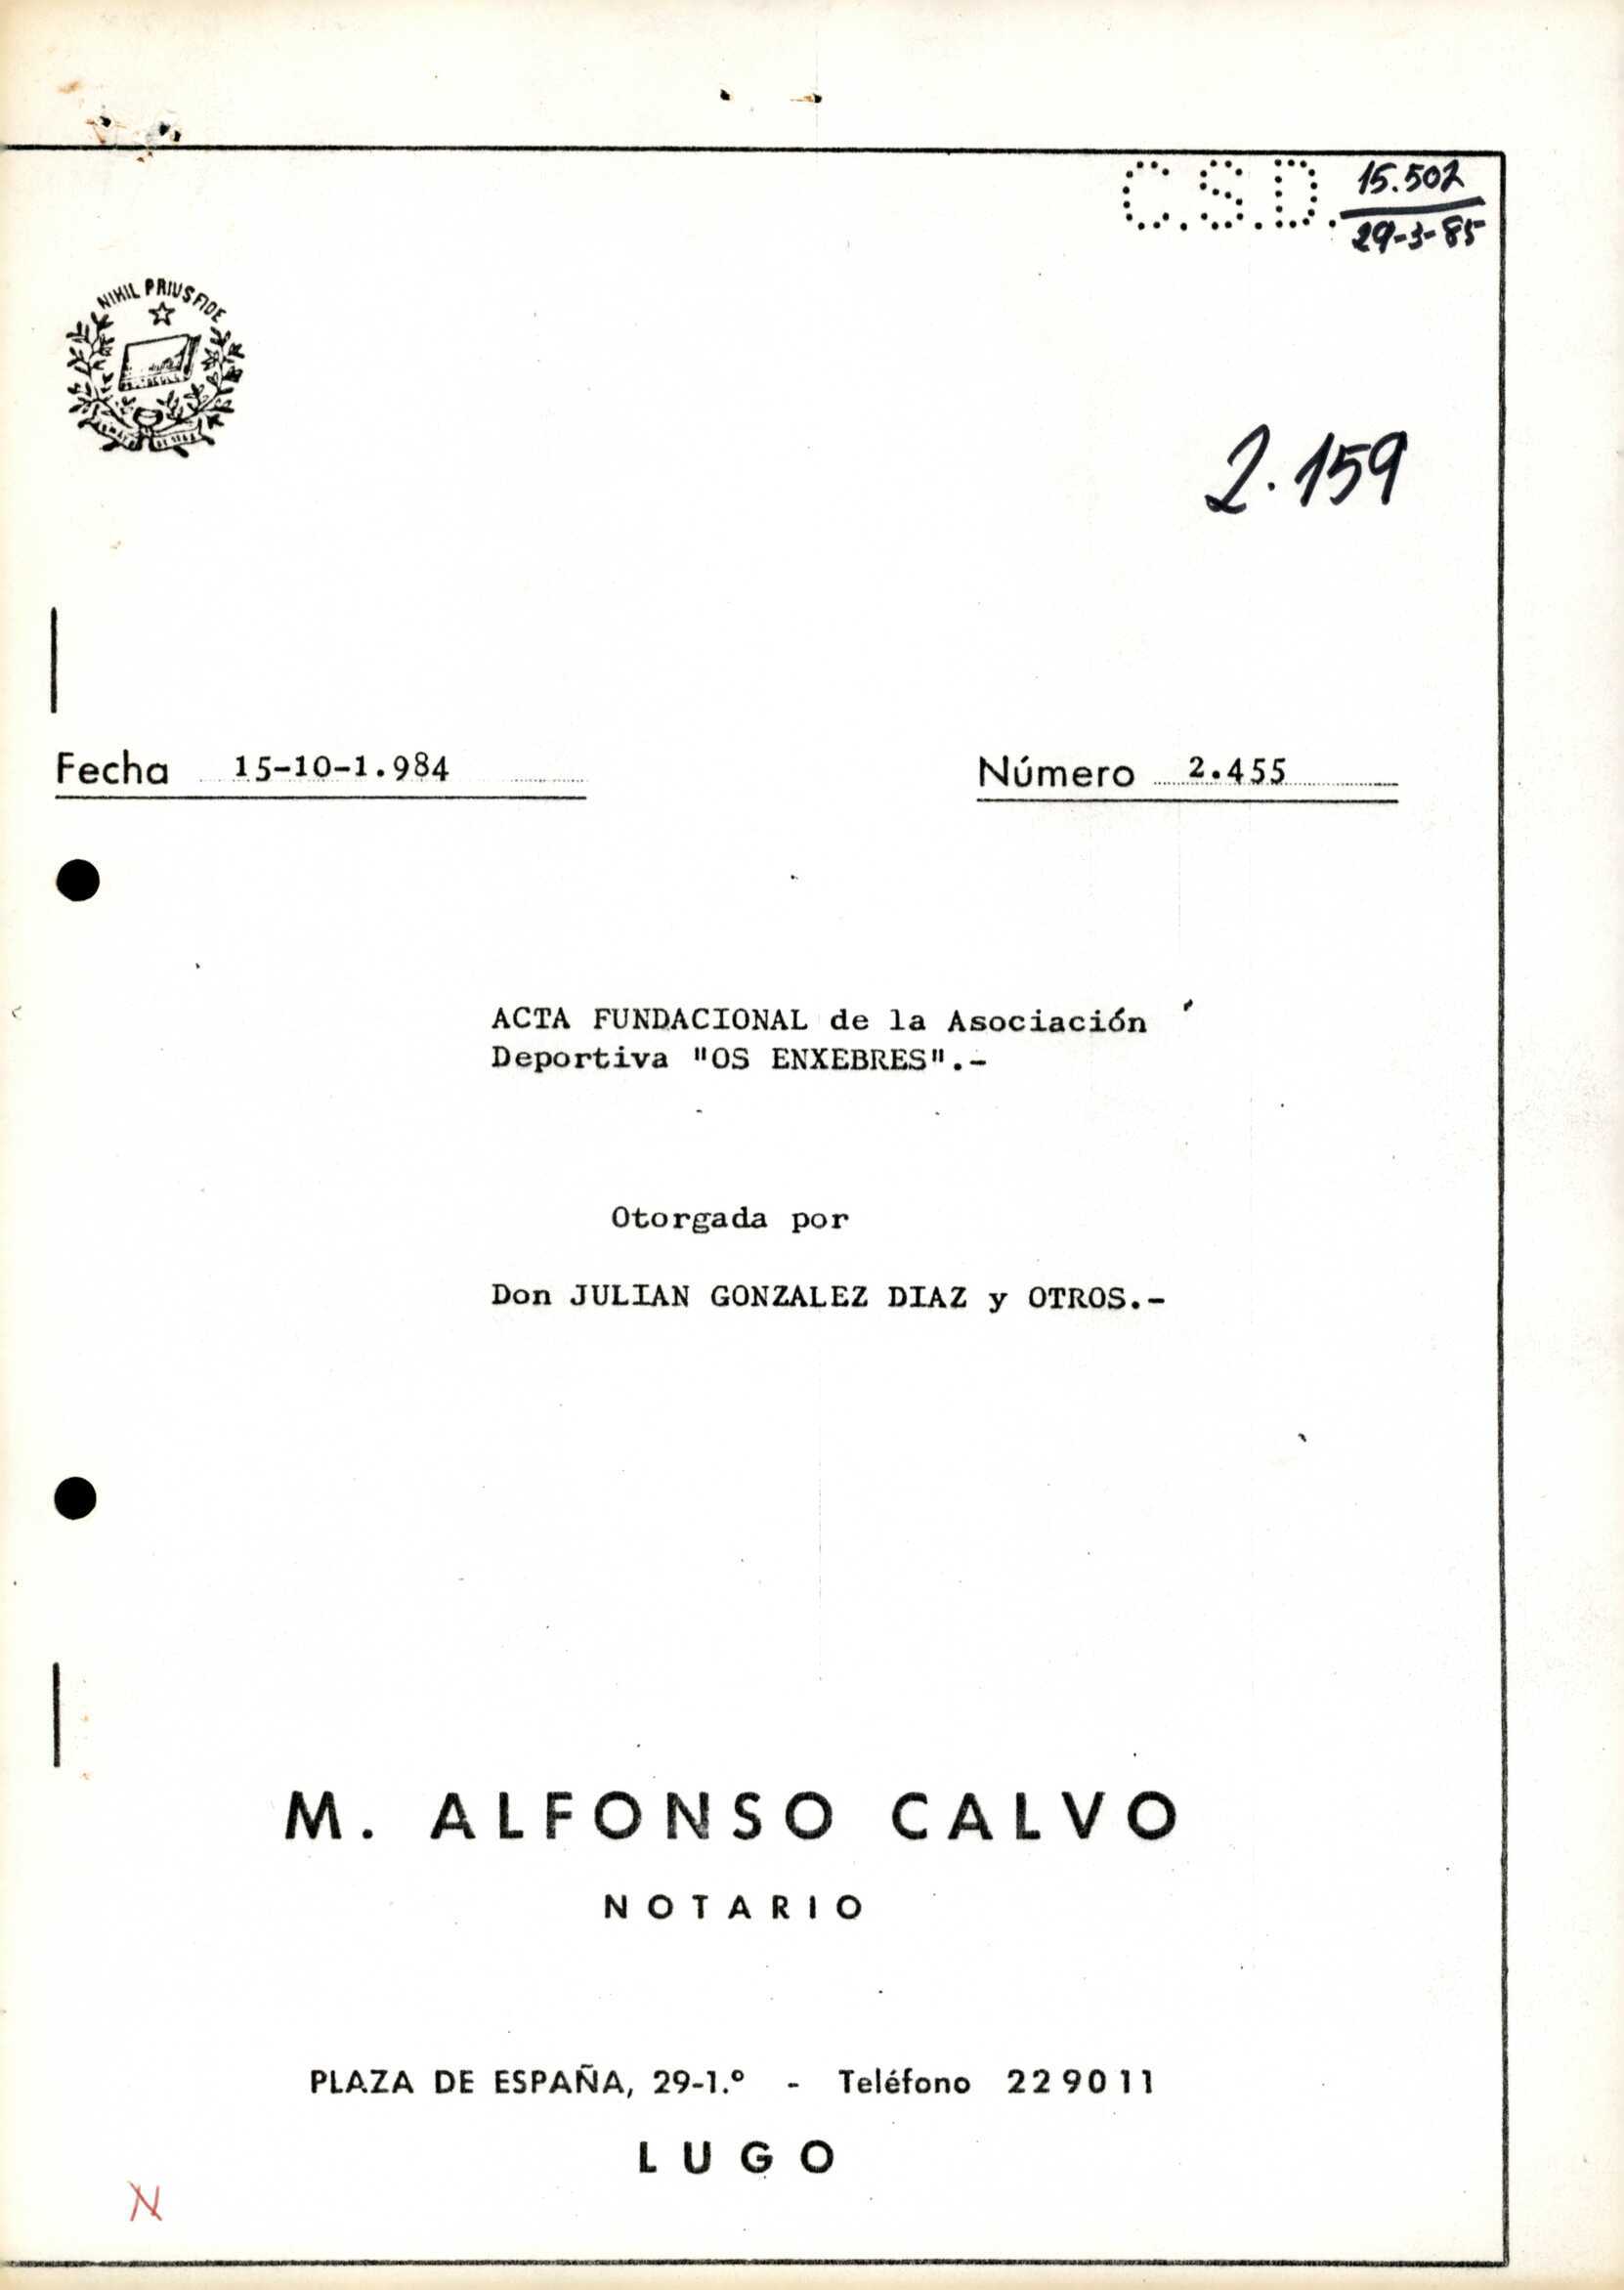 C.S.D. 15.502
29-3-85
NIHIL PRIUS FIDE
2.159
Fecha 15-10-1.984 Número 2.455
ACTA FUNDACIONAL de la Asociación
Deportiva "OS ENXEBRES".-
Otorgada por
Don JULIAN GONZALEZ DIAZ y OTROS.-
M. ALFONSO CALVO
NOTARIO
PLAZA DE ESPAÑA, 29-1.º - Teléfono 229011
LUGO
N